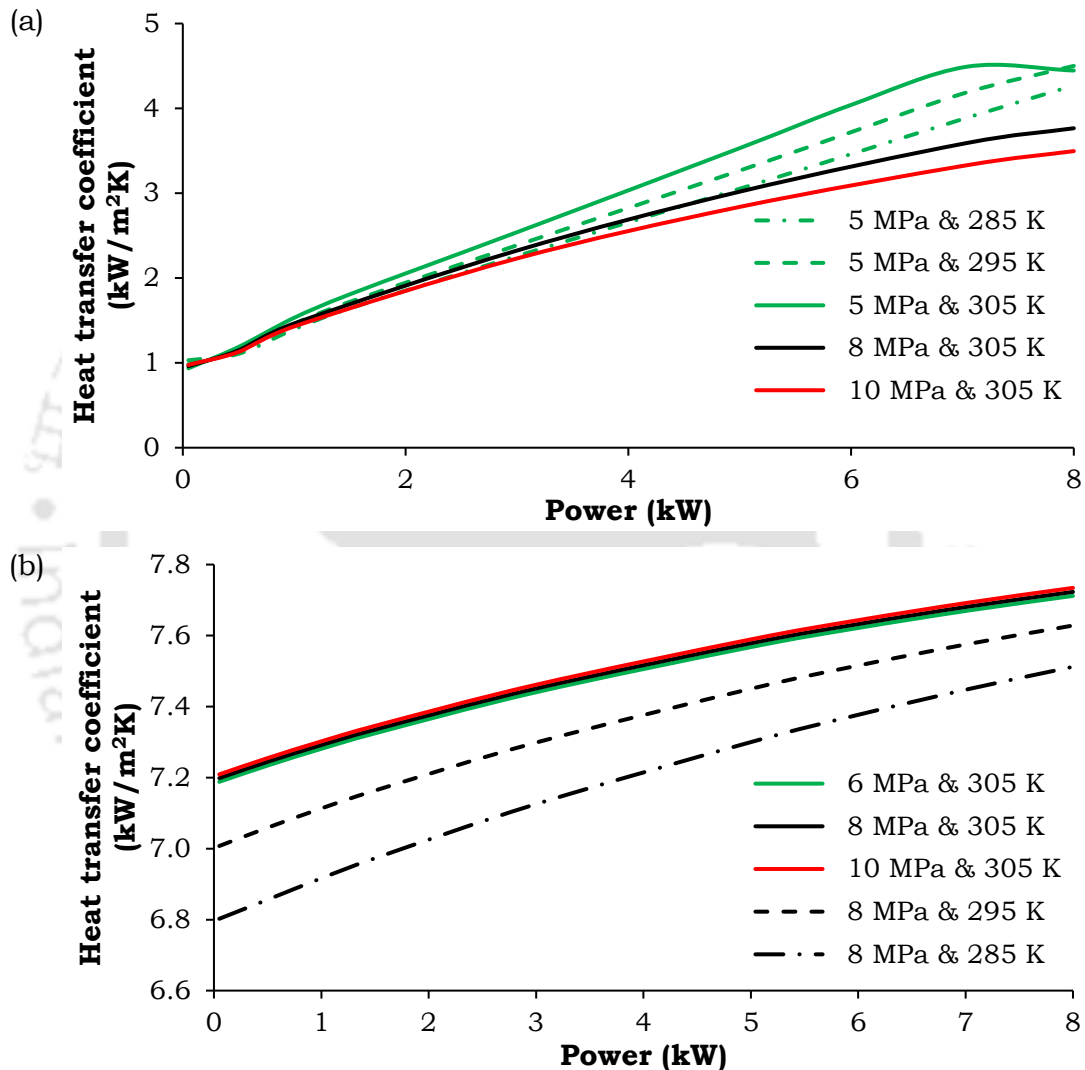 (a)
Heat transfer coefficient
(kW/m²K)
5
4
3
2
1
0
0 2 4 6 8
Power (kW)
5 MPa & 285 K
5 MPa & 295 K
5 MPa & 305 K
8 MPa & 305 K
10 MPa & 305 K
(b)
Heat transfer coefficient
(kW/m²K)
7.8
7.6
7.4
7.2
7.0
6.8
6.6
0 1 2 3 4 5 6 7 8
Power (kW)
6 MPa & 305 K
8 MPa & 305 K
10 MPa & 305 K
8 MPa & 295 K
8 MPa & 285 K